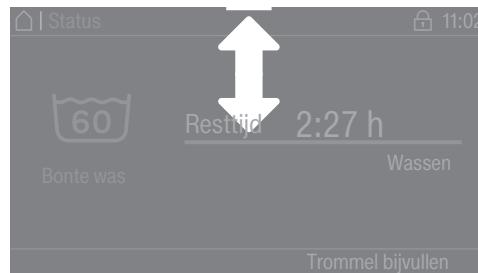 Status 11:02
60
Resttijd 2:27 h
Bonte was
Wassen
Trommel bijvullen